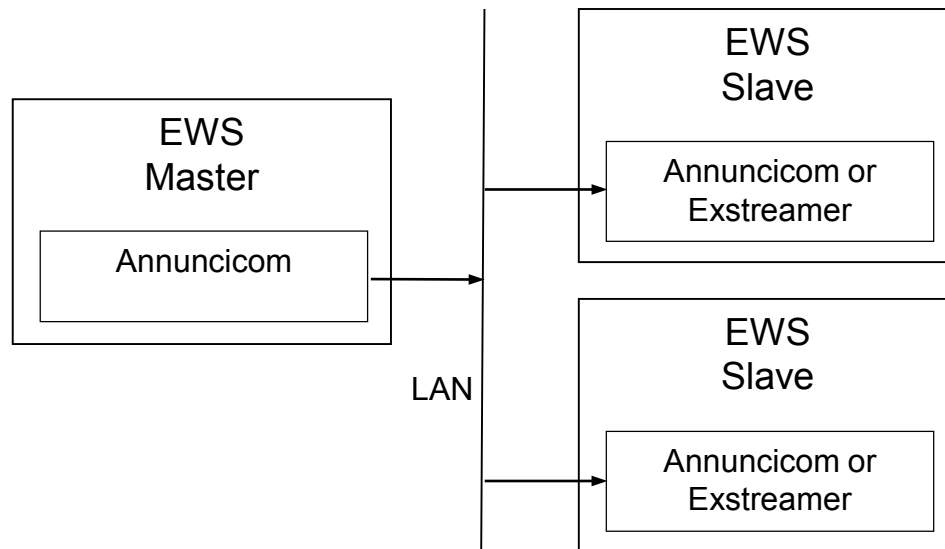 EWS
Master
Annuncicom
LAN
EWS
Slave
Annuncicom or
Exstreamer
EWS
Slave
Annuncicom or
Exstreamer